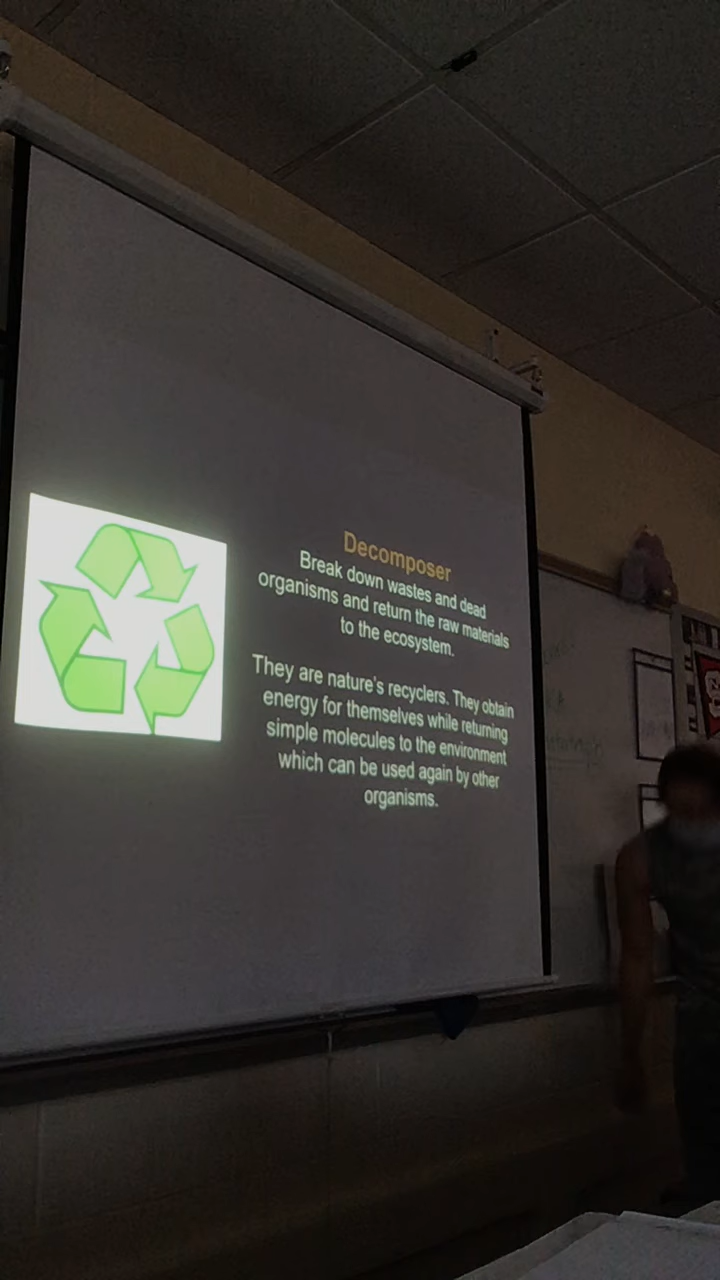 Decomposer
Break down wastes and dead
organisms and return the raw materials
to the ecosystem.
They are nature's recyclers. They obtain
energy for themselves while returning
simple molecules to the environment
which can be used again by other
organisms.